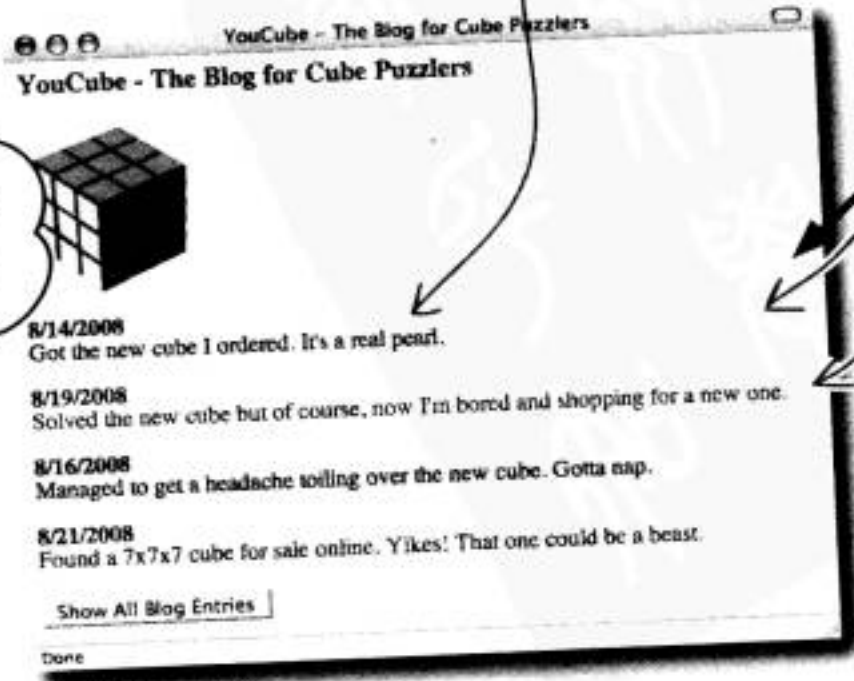 YouCube - The Blog for Cube Puzzlers
YouCube - The Blog for Cube Puzzlers
8/14/2008
Got the new cube I ordered. It's a real pearl.
8/19/2008
Solved the new cube but of course, now I'm bored and shopping for a new one.
8/16/2008
Managed to get a headache toiling over the new cube. Gotta nap.
8/21/2008
Found a 7x7x7 cube for sale online. Yikes! That one could be a beast.
Show All Blog Entries
Done